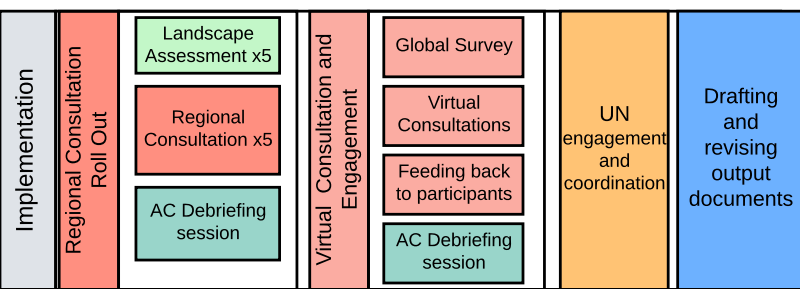 Implementation
Regional Consultation
Roll Out
Landscape
Assessment x5
Regional
Consultation x5
AC Debriefing
session
Virtual Consultation and
Engagement
Global Survey
Virtual
Consultations
Feeding back
to participants
AC Debriefing
session
UN
engagement
and
coordination
Drafting
and
revising
output
documents